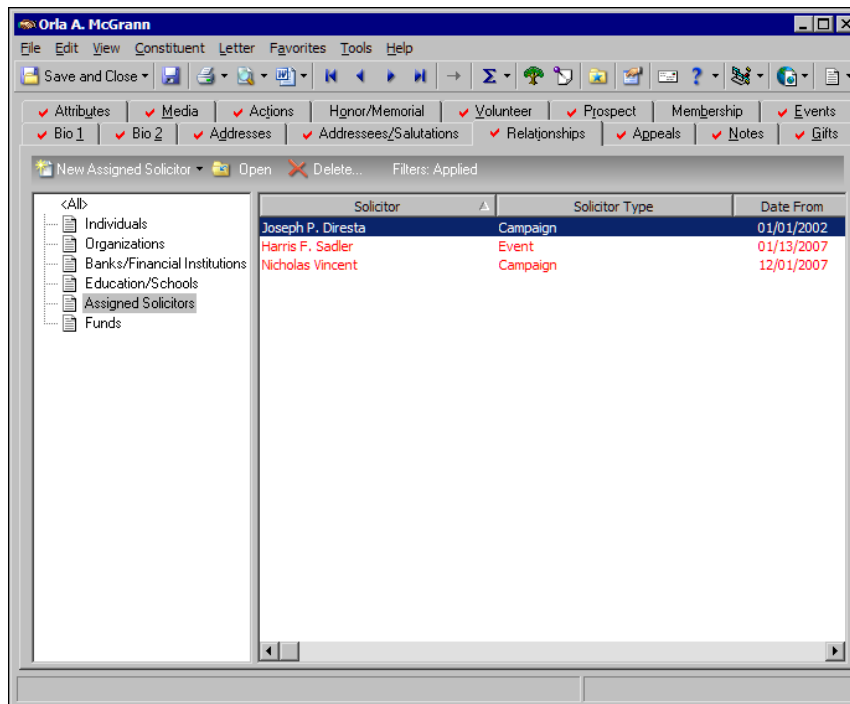 Orla A. McGrann
File Edit View Constituent Letter Favorites Tools Help
Save and Close
Attributes Media Actions Honor/Memorial Volunteer Prospect Membership Events
Bio 1 Bio 2 Addresses Addressees/Salutations Relationships Appeals Notes Gifts
New Assigned Solicitor Open Delete... Filters: Applied
<All>
Individuals
Organizations
Banks/Financial Institutions
Education/Schools
Assigned Solicitors
Funds
Solicitor Solicitor Type Date From
Joseph P. Diresta Campaign 01/01/2002
Harris F. Sadler Event 01/13/2007
Nicholas Vincent Campaign 12/01/2007